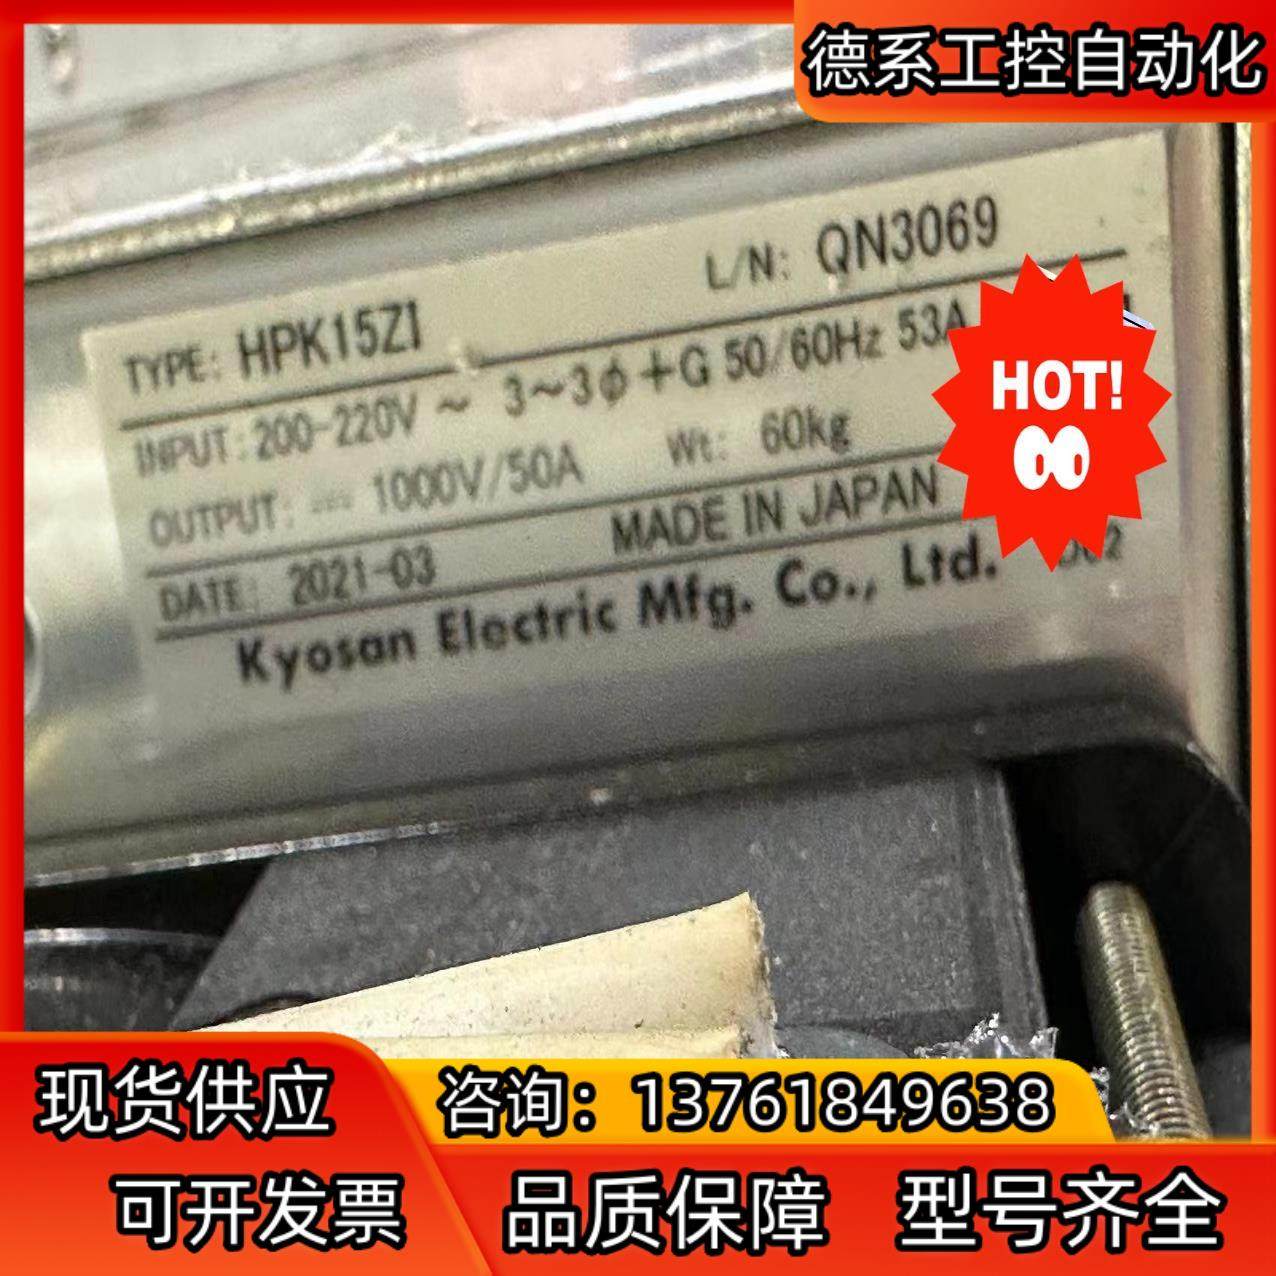 德系工控自动化
L/N: QN3069
TYPE: HPK15ZI
INPUT: 200-220V ~ 3~3ϕ +G 50/60Hz 53A
OUTPUT: ⎓ 1000V/50A Wt: 60kg
DATE: 2021-03 MADE IN JAPAN
Kyosan Electric Mfg. Co., Ltd.
HOT!
现货供应
咨询：13761849638
可开发票
品质保障
型号齐全